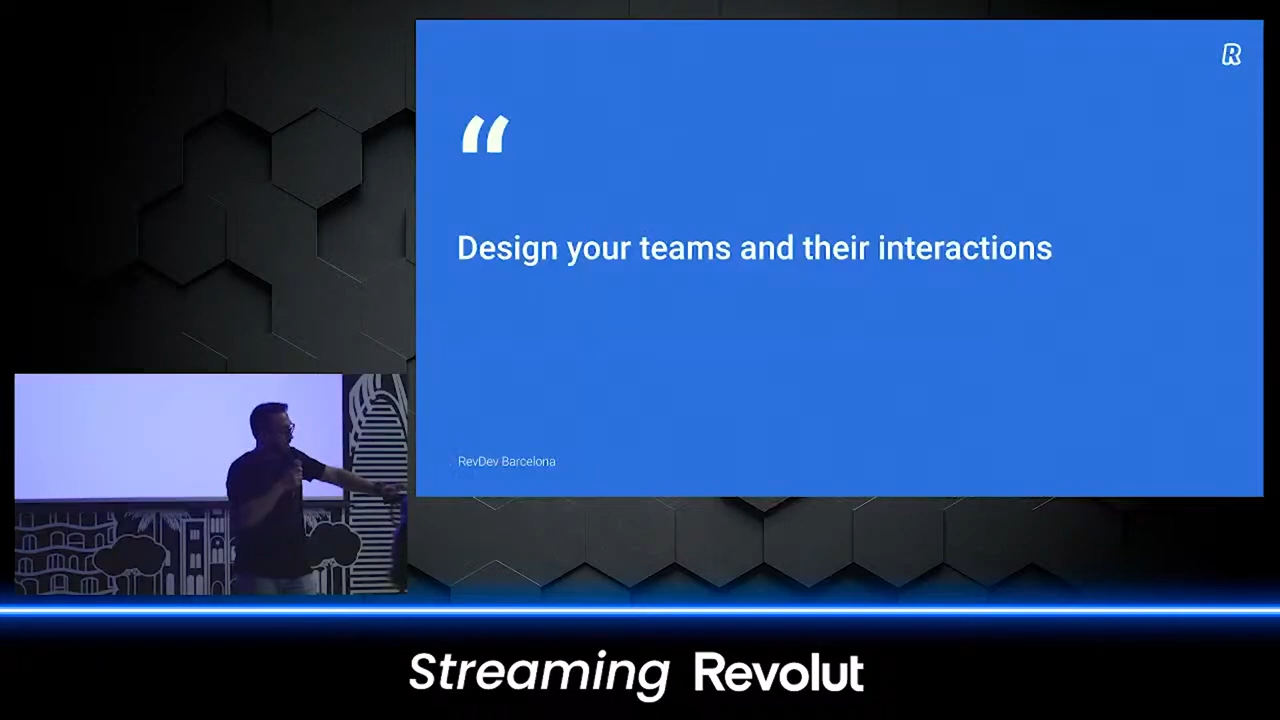 R
“
Design your teams and their interactions
RevDev Barcelona
Streaming Revolut